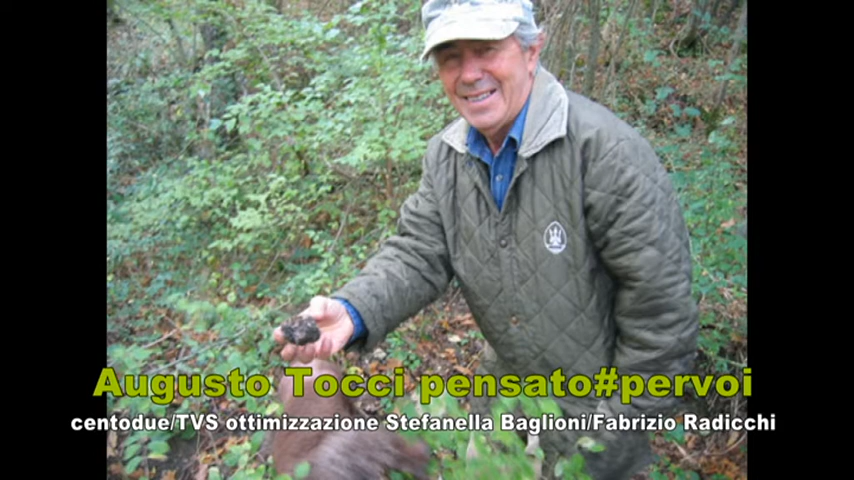 Augusto Tocci pensato#pervoi
centodue/TVS ottimizzazione Stefanella Baglioni/Fabrizio Radicchi